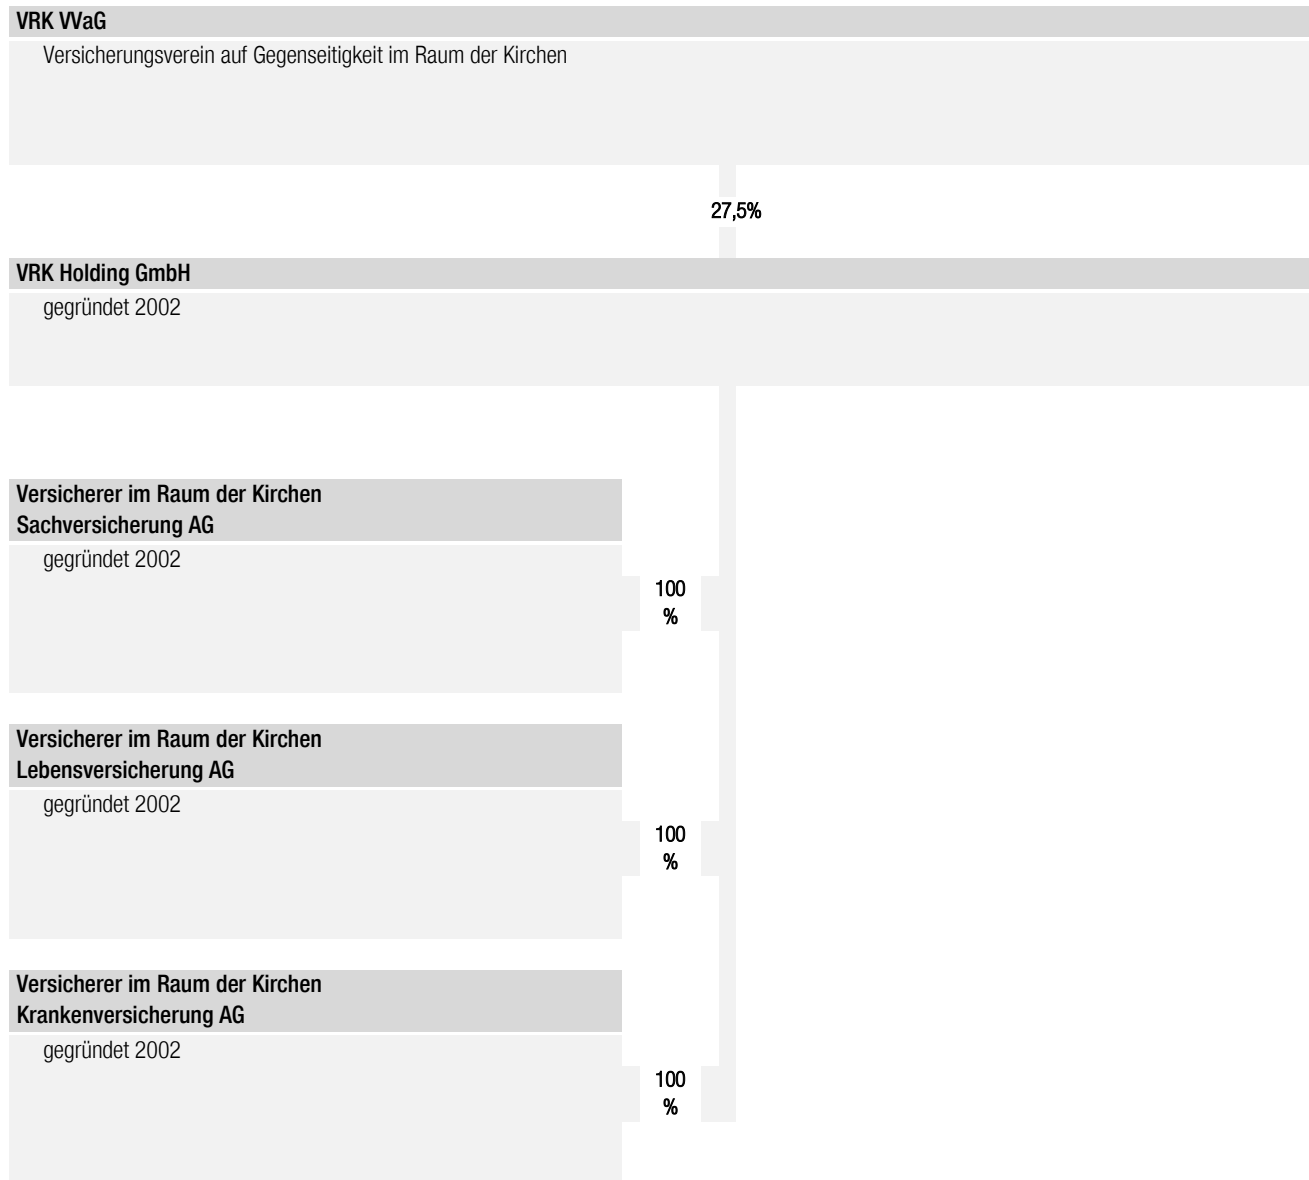 VRK VVaG
Versicherungsverein auf Gegenseitigkeit im Raum der Kirchen
27,5%
VRK Holding GmbH
gegründet 2002
Versicherer im Raum der Kirchen
Sachversicherung AG
gegründet 2002
100
%
Versicherer im Raum der Kirchen
Lebensversicherung AG
gegründet 2002
100
%
Versicherer im Raum der Kirchen
Krankenversicherung AG
gegründet 2002
100
%